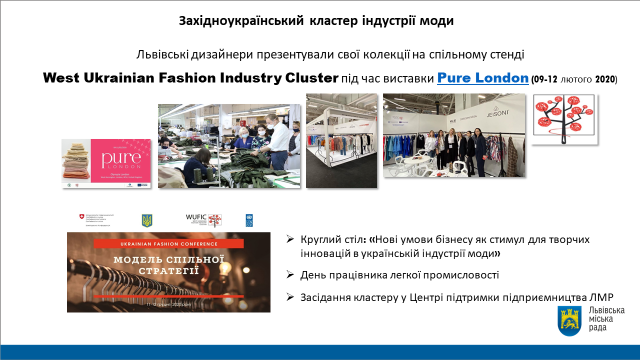 Західноукраїнський кластер індустрії моди
Львівські дизайнери презентували свої колекції на спільному стенді
West Ukrainian Fashion Industry Cluster під час виставки Pure London (09-12 лютого 2020)
pure
LONDON
JEISONI
WUFIC
UKRAINIAN FASHION CONFERENCE
МОДЕЛЬ СПІЛЬНОЇ
СТРАТЕГІЇ
➢ Круглий стіл: «Нові умови бізнесу як стимул для творчих
інновацій в українській індустрії моди»
➢ День працівника легкої промисловості
➢ Засідання кластеру у Центрі підтримки підприємництва ЛМР
Львівська
міська
рада